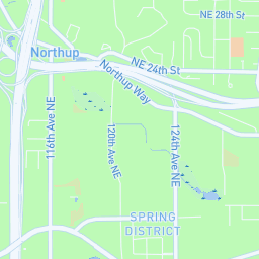 NE 28th St
Northup
NE 24th St
Northup Way
116th Ave NE
120th Ave NE
124th Ave NE
SPRING
DISTRICT